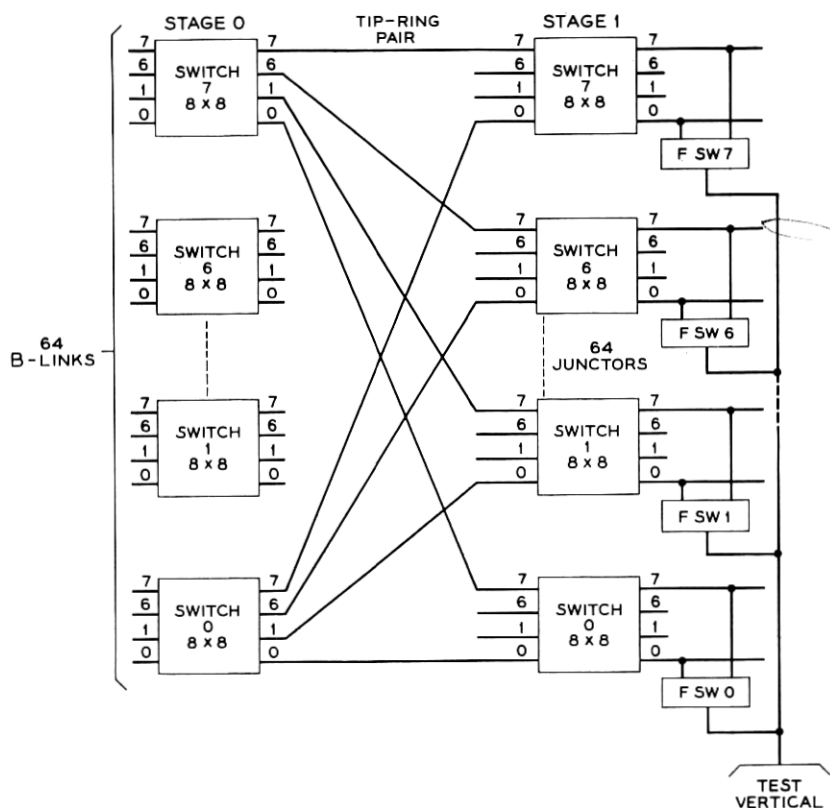 STAGE 0
TIP-RING
PAIR
STAGE 1
7 7 7 7
6 6 6 6
1 1 1 1
0 0 0 0
SWITCH
7
8 X 8
SWITCH
7
8 X 8
F SW 7
7 7 7 7
6 6 6 6
1 1 1 1
0 0 0 0
SWITCH
6
8 X 8
SWITCH
6
8 X 8
F SW 6
64
B-LINKS
64
JUNCTORS
7 7 7 7
6 6 6 6
1 1 1 1
0 0 0 0
SWITCH
1
8 X 8
SWITCH
1
8 X 8
F SW 1
7 7 7 7
6 6 6 6
1 1 1 1
0 0 0 0
SWITCH
0
8 X 8
SWITCH
0
8 X 8
F SW 0
TEST
VERTICAL